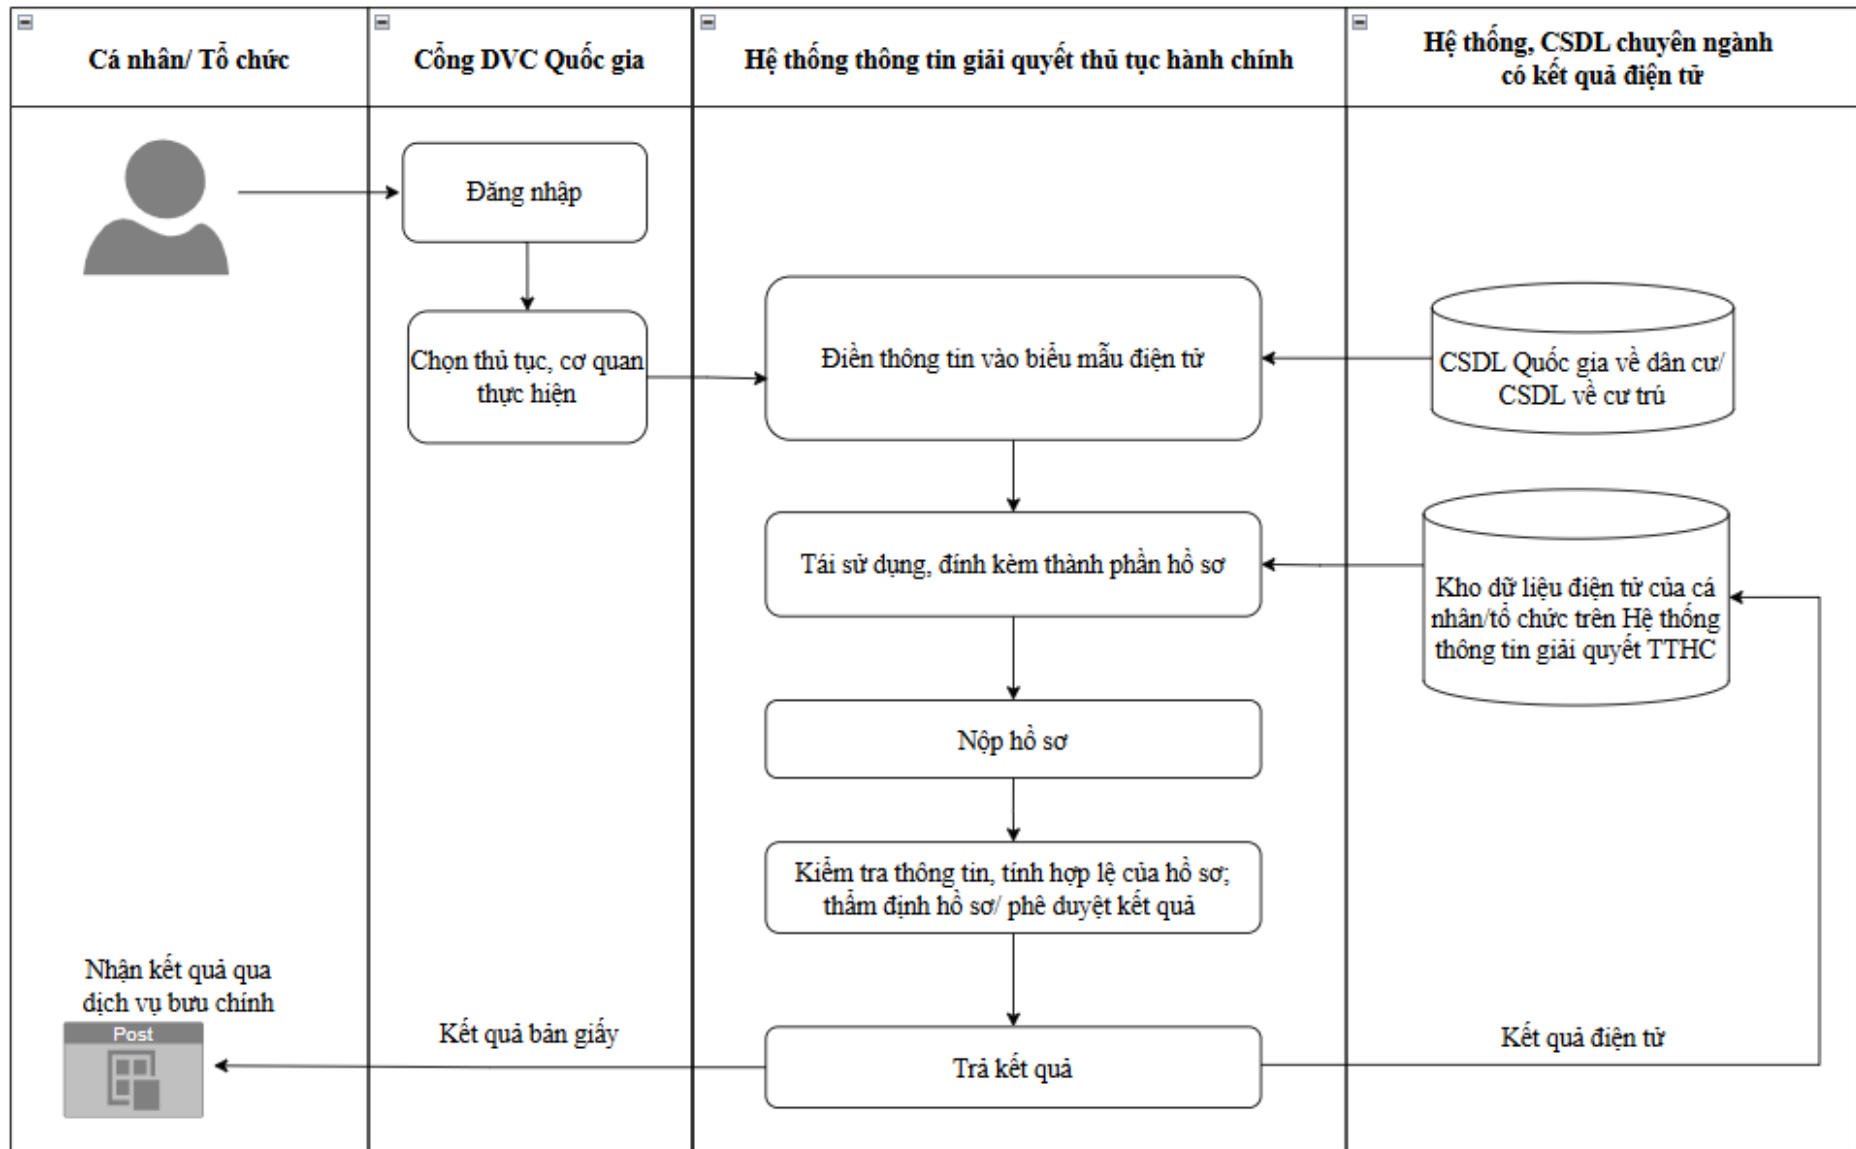 Cá nhân/ Tổ chức
Cổng DVC Quốc gia
Hệ thống thông tin giải quyết thủ tục hành chính
Hệ thống, CSDL chuyên ngành
có kết quả điện tử
Đăng nhập
Chọn thủ tục, cơ quan
thực hiện
Điền thông tin vào biểu mẫu điện tử
CSDL Quốc gia về dân cư/
CSDL về cư trú
Tái sử dụng, đính kèm thành phần hồ sơ
Kho dữ liệu điện tử của cá
nhân/tổ chức trên Hệ thống
thông tin giải quyết TTHC
Nộp hồ sơ
Kiểm tra thông tin, tính hợp lệ của hồ sơ;
thẩm định hồ sơ/ phê duyệt kết quả
Nhận kết quả qua
dịch vụ bưu chính
Post
Kết quả bản giấy
Trả kết quả
Kết quả điện tử